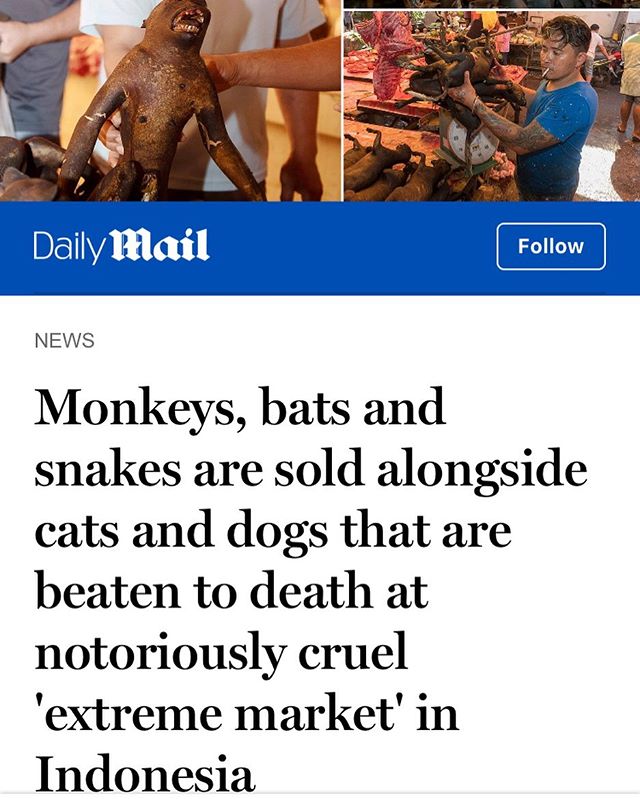 Daily Mail
Follow
NEWS
Monkeys, bats and
snakes are sold alongside
cats and dogs that are
beaten to death at
notoriously cruel
'extreme market' in
Indonesia